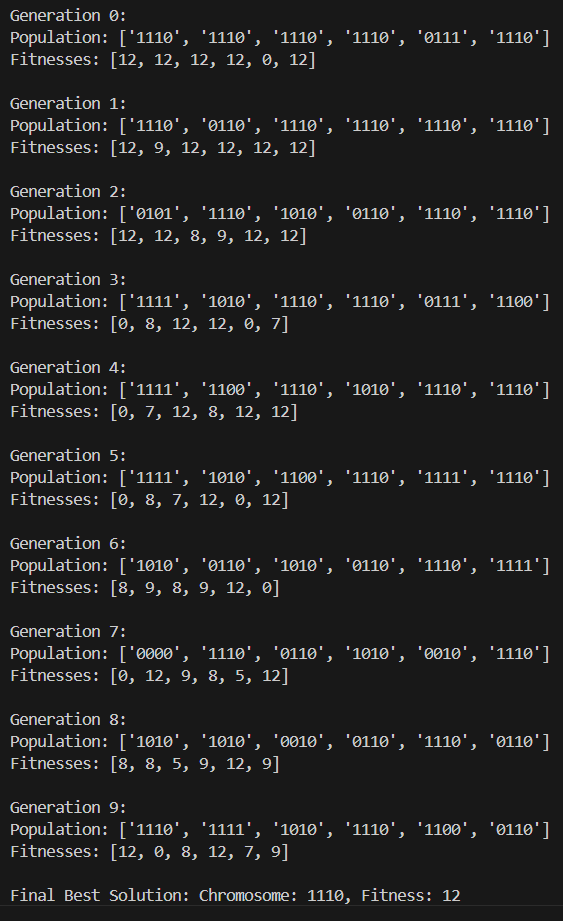 Generation 0:
Population: ['1110', '1110', '1110', '1110', '0111', '1110']
Fitnesses: [12, 12, 12, 12, 0, 12]
Generation 1:
Population: ['1110', '0110', '1110', '1110', '1110', '1110']
Fitnesses: [12, 9, 12, 12, 12, 12]
Generation 2:
Population: ['0101', '1110', '1010', '0110', '1110', '1110']
Fitnesses: [12, 12, 8, 9, 12, 12]
Generation 3:
Population: ['1111', '1010', '1110', '1110', '0111', '1100']
Fitnesses: [0, 8, 12, 12, 0, 7]
Generation 4:
Population: ['1111', '1100', '1110', '1010', '1110', '1110']
Fitnesses: [0, 7, 12, 8, 12, 12]
Generation 5:
Population: ['1111', '1010', '1100', '1110', '1111', '1110']
Fitnesses: [0, 8, 7, 12, 0, 12]
Generation 6:
Population: ['1010', '0110', '1010', '0110', '1110', '1111']
Fitnesses: [8, 9, 8, 9, 12, 0]
Generation 7:
Population: ['0000', '1110', '0110', '1010', '0010', '1110']
Fitnesses: [0, 12, 9, 8, 5, 12]
Generation 8:
Population: ['1010', '1010', '0010', '0110', '1110', '0110']
Fitnesses: [8, 8, 5, 9, 12, 9]
Generation 9:
Population: ['1110', '1111', '1010', '1110', '1100', '0110']
Fitnesses: [12, 0, 8, 12, 7, 9]
Final Best Solution: Chromosome: 1110, Fitness: 12